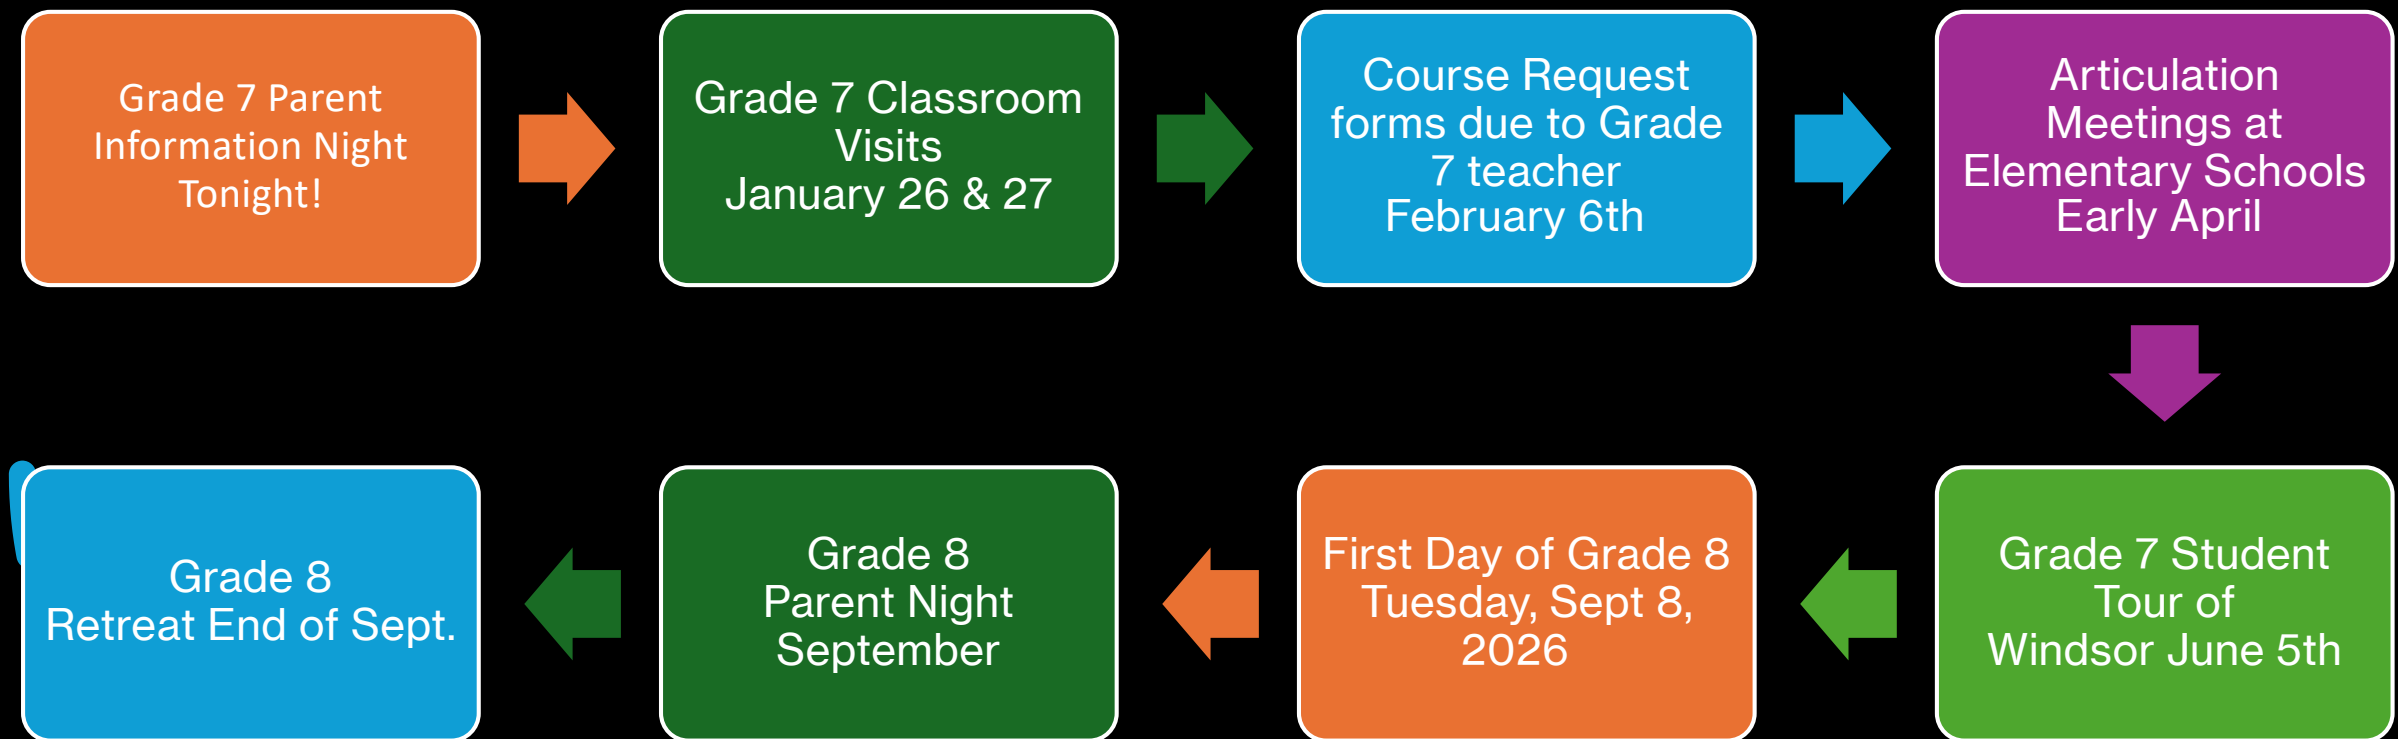 Grade 7 Parent
Information Night
Tonight!
Grade 7 Classroom
Visits
January 26 & 27
Course Request
forms due to Grade
7 teacher
February 6th
Articulation
Meetings at
Elementary Schools
Early April
Grade 7 Student
Tour of
Windsor June 5th
First Day of Grade 8
Tuesday, Sept 8,
2026
Grade 8
Parent Night
September
Grade 8
Retreat End of Sept.